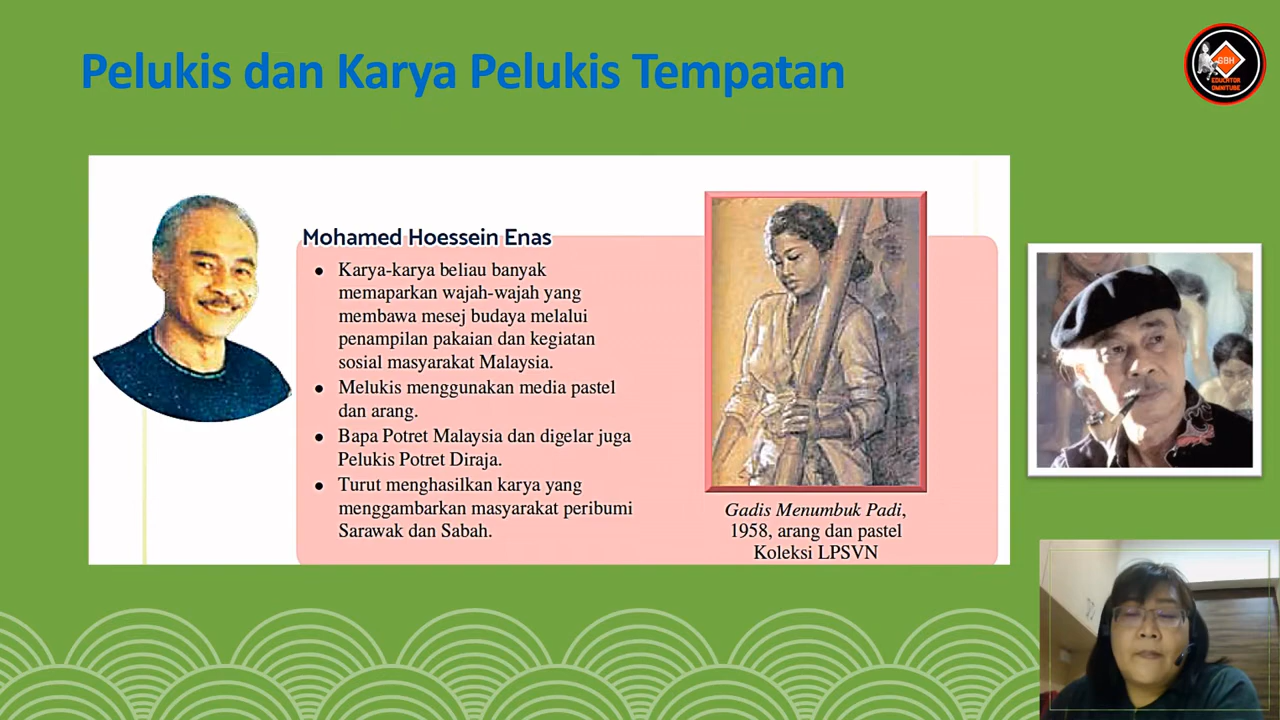 Pelukis dan Karya Pelukis Tempatan
GBH
EDUCATOR
OMNITUBE
Mohamed Hoessein Enas
• Karya-karya beliau banyak
memaparkan wajah-wajah yang
membawa mesej budaya melalui
penampilan pakaian dan kegiatan
sosial masyarakat Malaysia.
• Melukis menggunakan media pastel
dan arang.
• Bapa Potret Malaysia dan digelar juga
Pelukis Potret Diraja.
• Turut menghasilkan karya yang
menggambarkan masyarakat peribumi
Sarawak dan Sabah.
Gadis Menumbuk Padi,
1958, arang dan pastel
Koleksi LPSVN